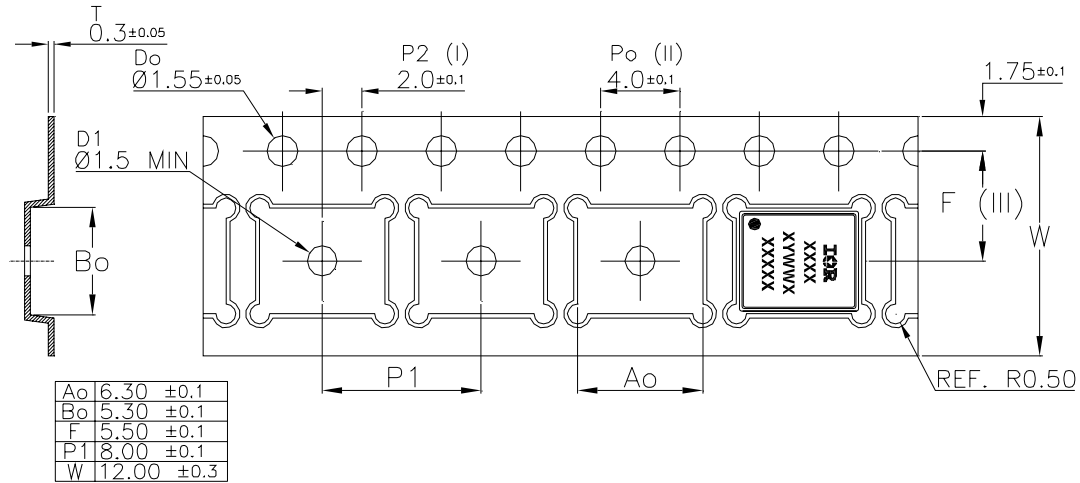 T
0.3±0.05
Do
Ø1.55±0.05
P2 (I)
2.0±0.1
Po (II)
4.0±0.1
1.75±0.1
D1
Ø1.5 MIN
F (III)
W
Bo
IOR
XXXX
XYWWX
XXXXX
P1
Ao
REF. R0.50
Ao 6.30 ±0.1
Bo 5.30 ±0.1
F 5.50 ±0.1
P1 8.00 ±0.1
W 12.00 ±0.3